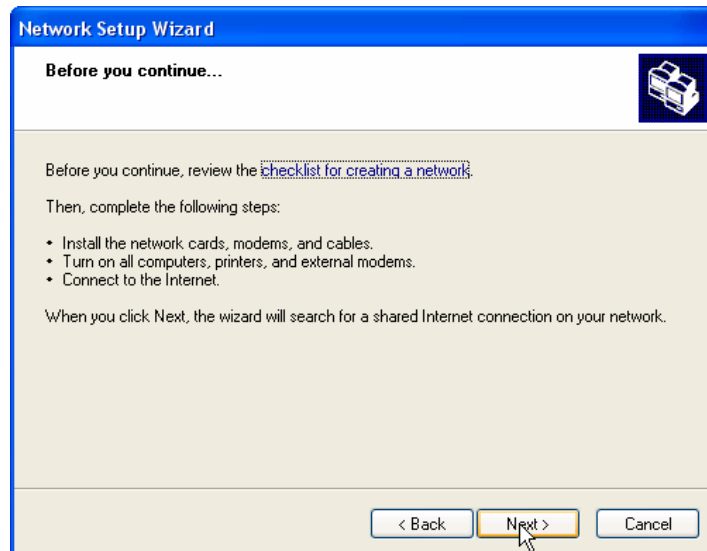 Network Setup Wizard
Before you continue...
Before you continue, review the checklist for creating a network.
Then, complete the following steps:
• Install the network cards, modems, and cables.
• Turn on all computers, printers, and external modems.
• Connect to the Internet.
When you click Next, the wizard will search for a shared Internet connection on your network.
< Back
Next >
Cancel